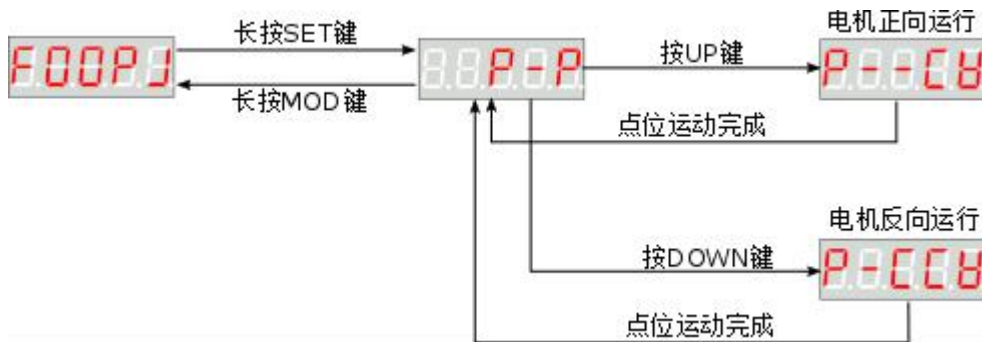 电机正向运行
长按SET键
FOOPJ
P-P
按UP键
P--CW
长按MOD键
点位运动完成
电机反向运行
按DOWN键
P-CCW
点位运动完成